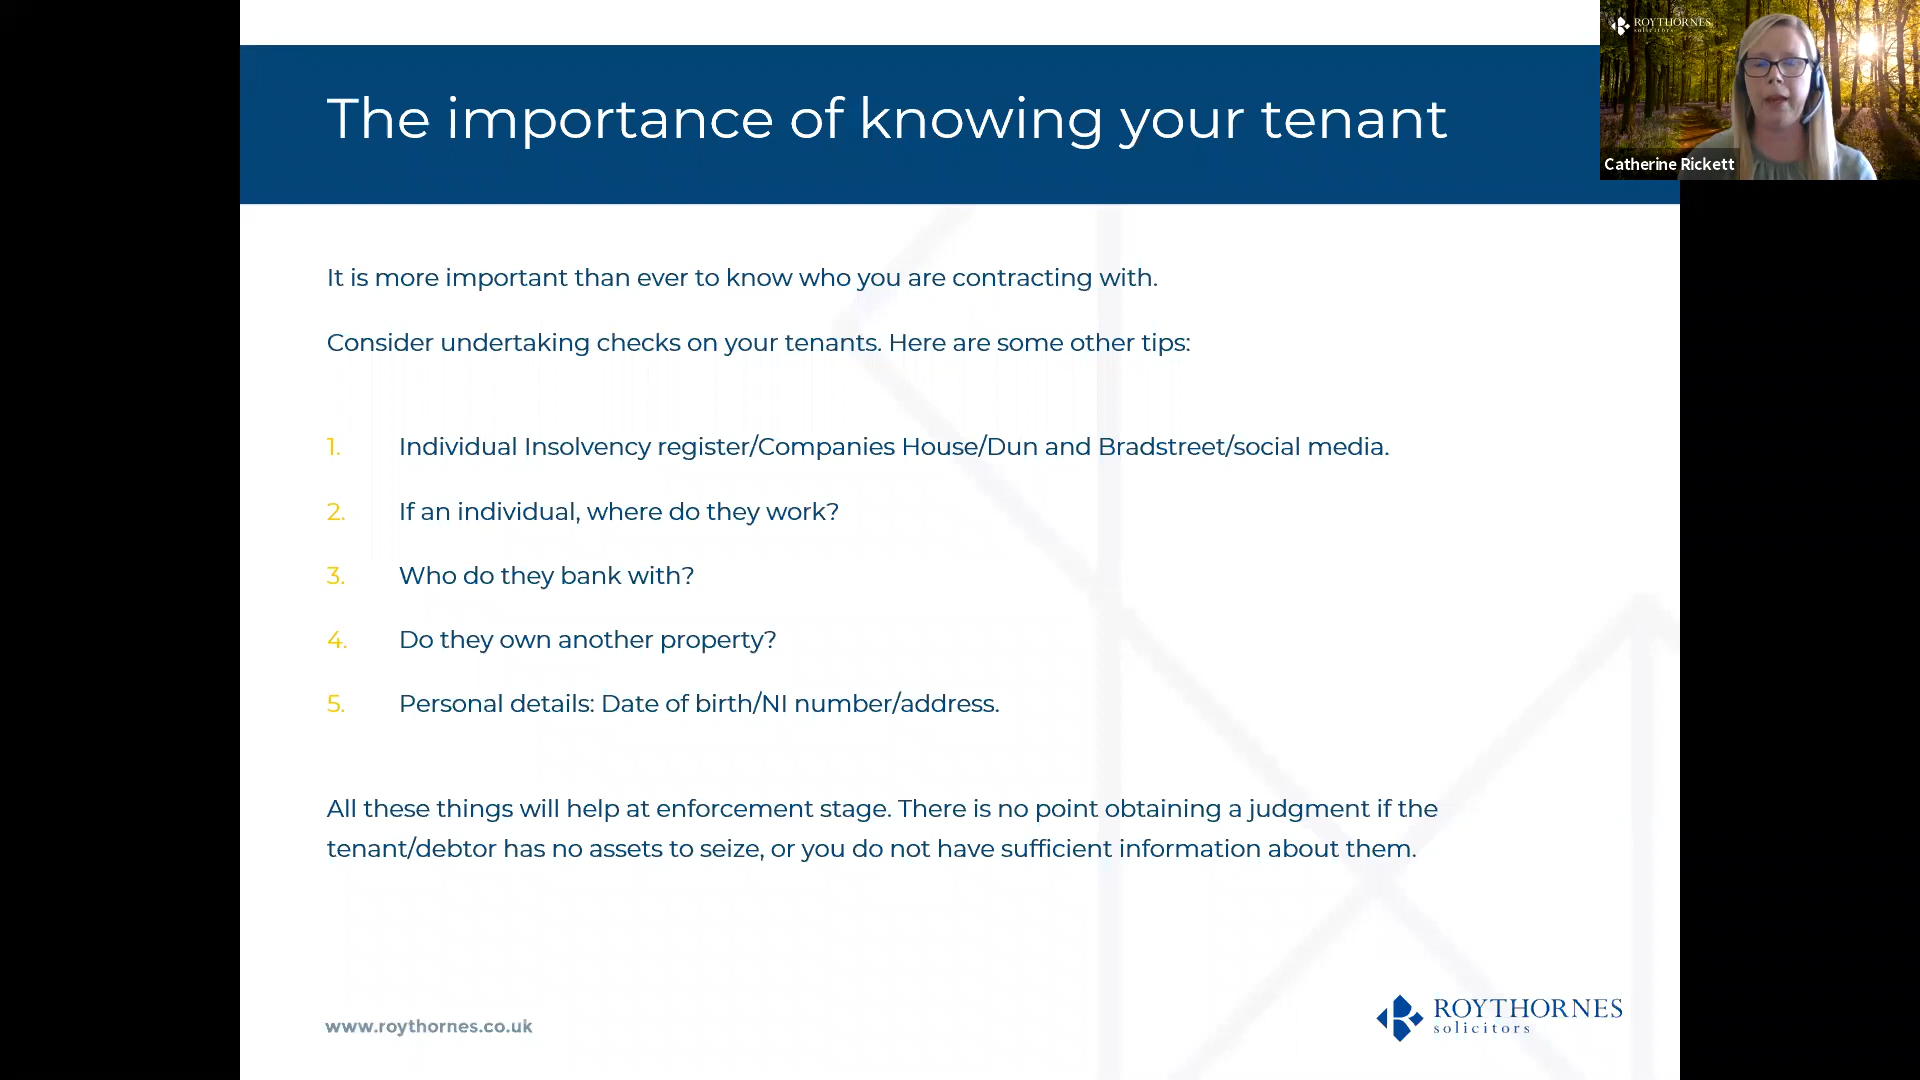 The importance of knowing your tenant
ROYTHORNES
solicitors
Catherine Rickett
It is more important than ever to know who you are contracting with.
Consider undertaking checks on your tenants. Here are some other tips:
1. Individual Insolvency register/Companies House/Dun and Bradstreet/social media.
2. If an individual, where do they work?
3. Who do they bank with?
4. Do they own another property?
5. Personal details: Date of birth/NI number/address.
All these things will help at enforcement stage. There is no point obtaining a judgment if the
tenant/debtor has no assets to seize, or you do not have sufficient information about them.
www.roythornes.co.uk
ROYTHORNES
solicitors